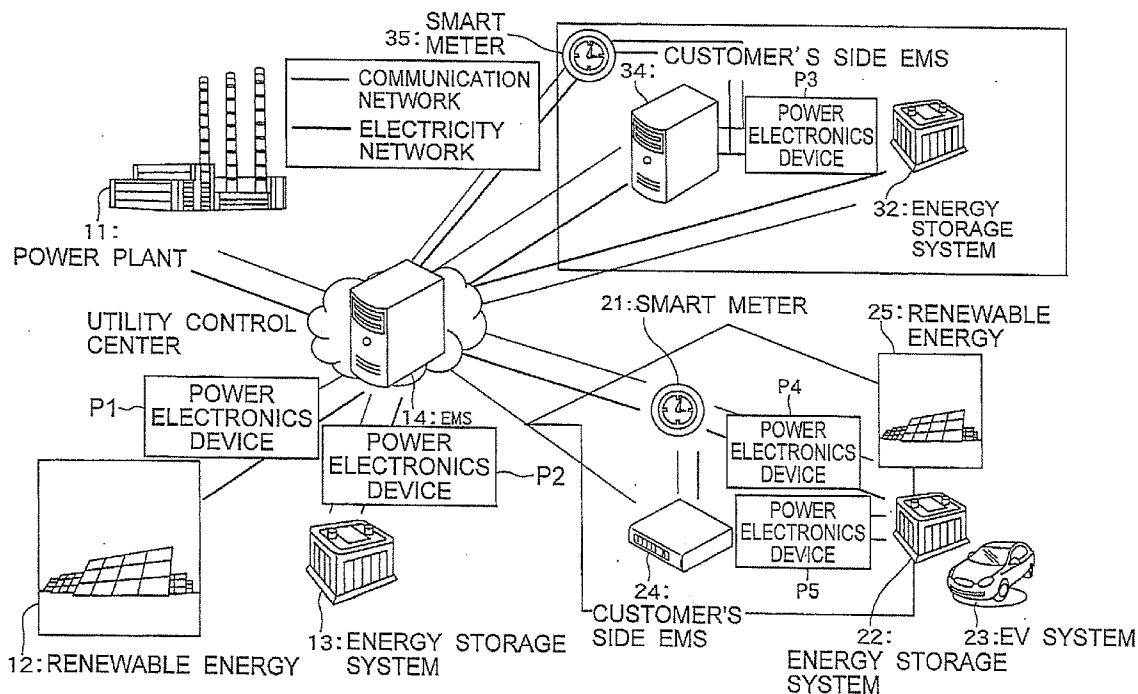 SMART
35: METER
COMMUNICATION
NETWORK
ELECTRICITY
NETWORK
CUSTOMER'S SIDE EMS
34:
P3
POWER
ELECTRONICS
DEVICE
32: ENERGY
STORAGE
SYSTEM
11:
POWER PLANT
UTILITY CONTROL
CENTER
14: EMS
21: SMART METER
25: RENEWABLE
ENERGY
P1
POWER
ELECTRONICS
DEVICE
POWER
ELECTRONICS
DEVICE
P2
P4
POWER
ELECTRONICS
DEVICE
POWER
ELECTRONICS
DEVICE
P5
24:
CUSTOMER'S
SIDE EMS
12: RENEWABLE ENERGY
13: ENERGY STORAGE
SYSTEM
22:
ENERGY STORAGE
SYSTEM
23: EV SYSTEM